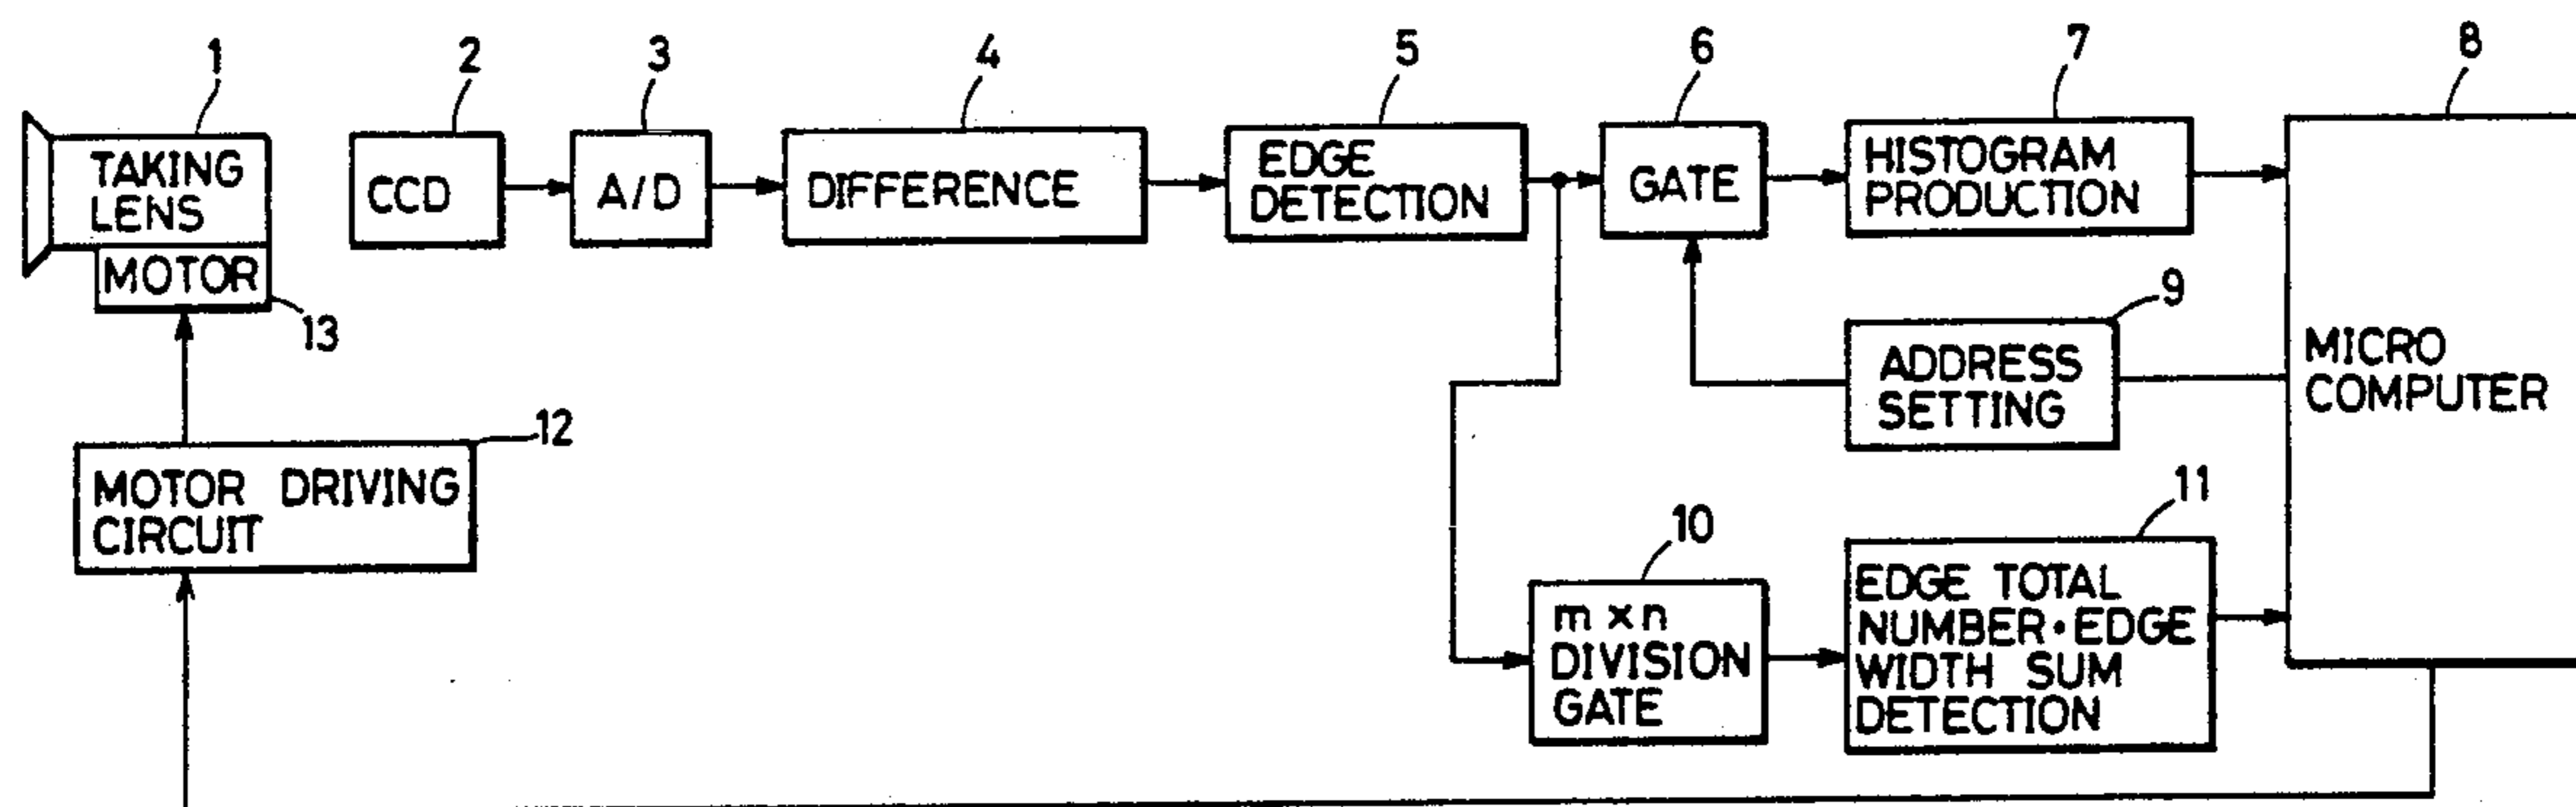 1
2
3
4
5
6
7
8
TAKING
LENS
MOTOR
13
CCD
A/D
DIFFERENCE
EDGE
DETECTION
GATE
HISTOGRAM
PRODUCTION
9
ADDRESS
SETTING
MICRO
COMPUTER
12
MOTOR DRIVING
CIRCUIT
10
m x n
DIVISION
GATE
11
EDGE TOTAL
NUMBER・EDGE
WIDTH SUM
DETECTION